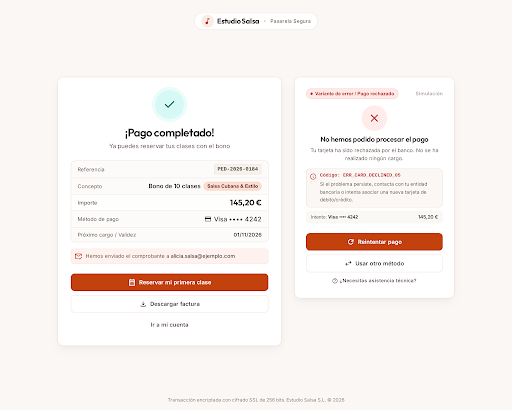 Estudio Salsa • Pasarela Segura
¡Pago completado!
Ya puedes reservar tus clases con el bono
Referencia PED-2026-0184
Concepto Bono de 10 clases Salsa Cubana & Estilo
Importe 145,20 €
Método de pago Visa •••• 4242
Próximo cargo / Validez 01/11/2026
Hemos enviado el comprobante a alicia.salsa@ejemplo.com
Reservar mi primera clase
Descargar factura
Ir a mi cuenta
Variante de error / Pago rechazado Simulación
No hemos podido procesar el pago
Tu tarjeta ha sido rechazada por el banco. No se ha
realizado ningún cargo.
Código: ERR_CARD_DECLINED_05
Si el problema persiste, contacta con tu entidad
bancaria o intenta asociar una nueva tarjeta de
débito/crédito.
Intento: Visa •••• 4242 145,20 €
Reintentar pago
Usar otro método
¿Necesitas asistencia técnica?
Transacción encriptada con cifrado SSL de 256 bits. Estudio Salsa S.L. © 2026